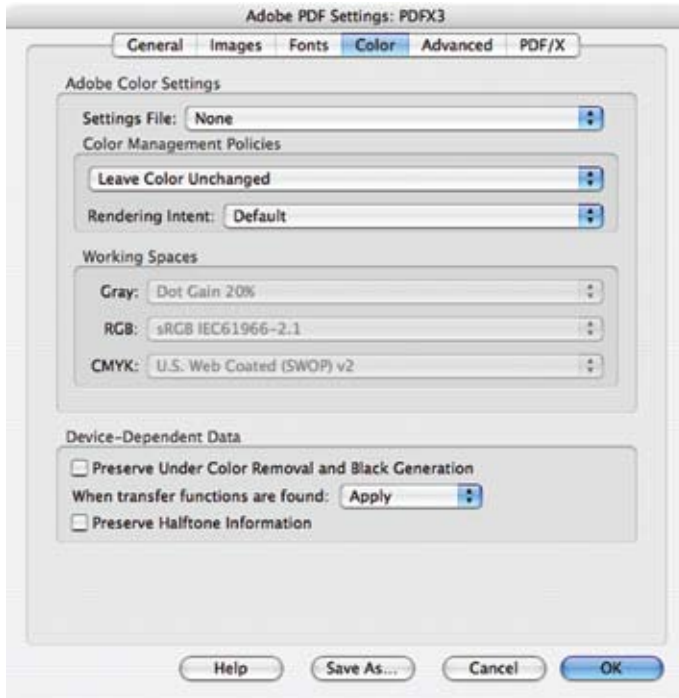 Adobe PDF Settings: PDFX3
General Images Fonts Color Advanced PDF/X
Adobe Color Settings
Settings File: None
Color Management Policies
Leave Color Unchanged
Rendering Intent: Default
Working Spaces
Gray: Dot Gain 20%
RGB: sRGB IEC61966-2.1
CMYK: U.S. Web Coated (SWOP) v2
Device-Dependent Data
Preserve Under Color Removal and Black Generation
When transfer functions are found: Apply
Preserve Halftone Information
Help Save As... Cancel OK